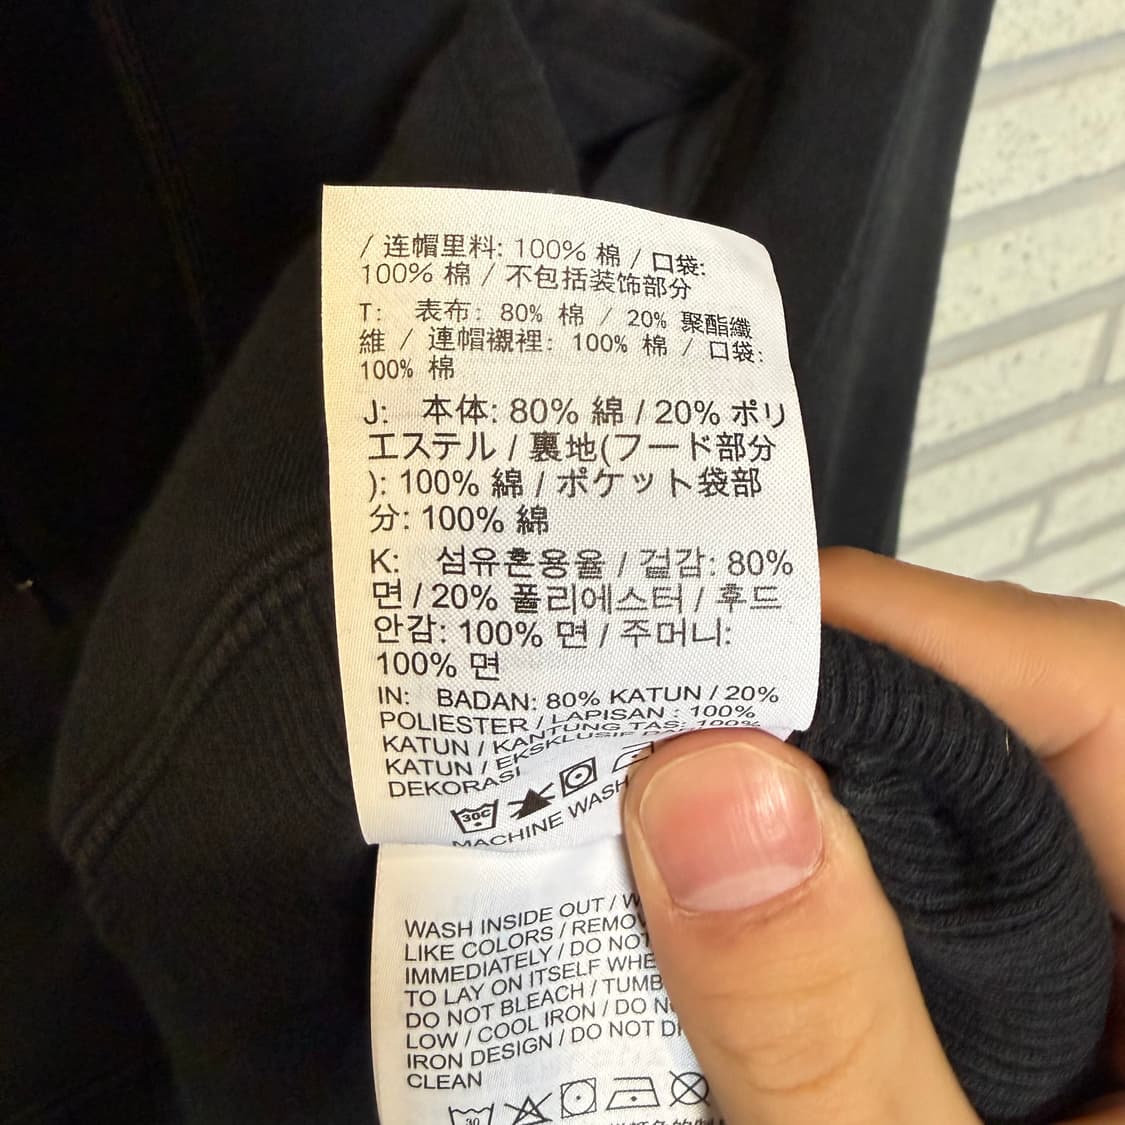 / 连帽里料: 100% 棉 / 口袋:
100% 棉 / 不包括装饰部分
T: 表布: 80% 棉 / 20% 聚酯纖
維 / 連帽襯裡: 100% 棉 / 口袋:
100% 棉
J: 本体: 80% 綿 / 20% ポリ
エステル / 裏地(フード部分
): 100% 綿 / ポケット袋部
分: 100% 綿
K: 섬유혼용율 / 겉감: 80%
면 / 20% 폴리에스터 / 후드
안감: 100% 면 / 주머니:
100% 면
IN: BADAN: 80% KATUN / 20%
POLIESTER / LAPISAN : 100%
KATUN / KANTUNG TAS: 100%
KATUN / EKSKLUSIF
DEKORASI
30C
MACHINE WASH
WASH INSIDE OUT /
LIKE COLORS /
IMMEDIATELY / DO NOT
TO LAY ON ITSELF
DO NOT BLEACH /
LOW / COOL IRON / DO
IRON DESIGN / DO NOT
CLEAN
30